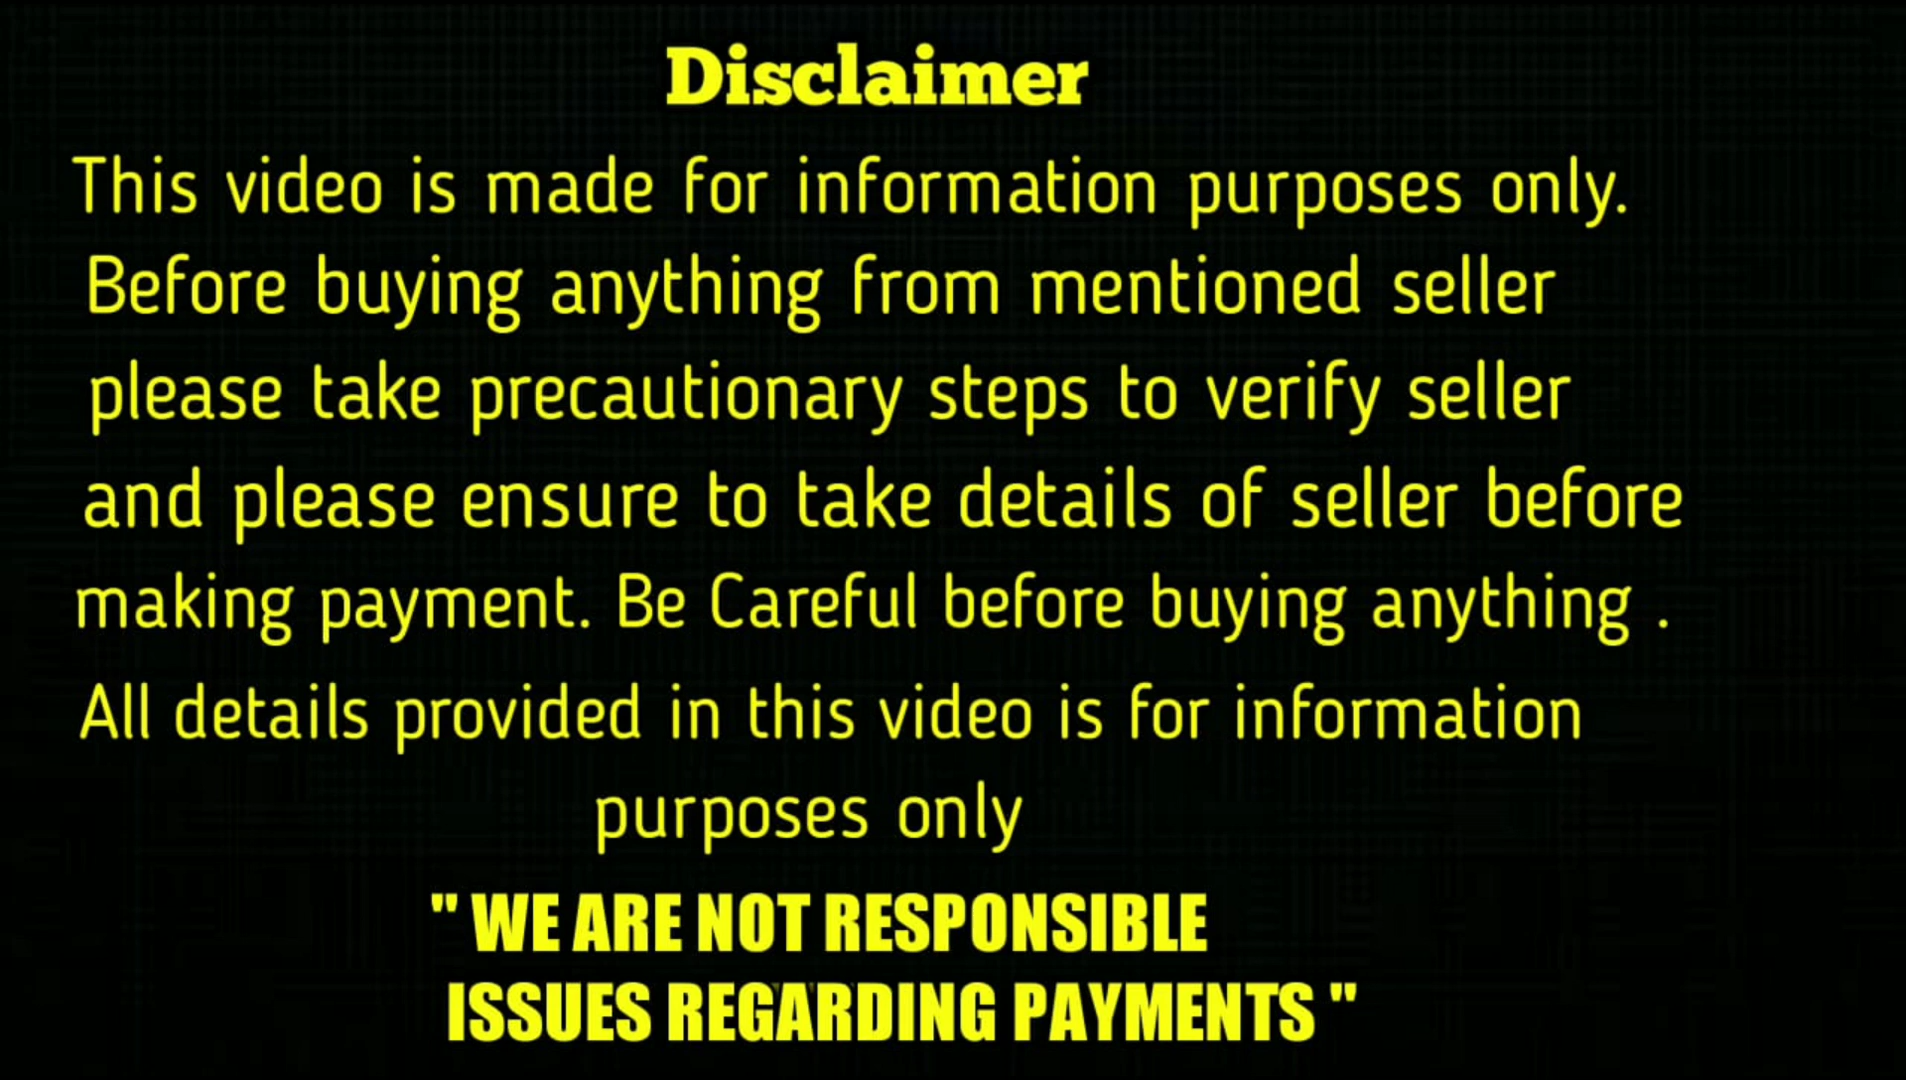 Disclaimer
This video is made for information purposes only.
Before buying anything from mentioned seller
please take precautionary steps to verify seller
and please ensure to take details of seller before
making payment. Be Careful before buying anything .
All details provided in this video is for information
purposes only
" WE ARE NOT RESPONSIBLE
ISSUES REGARDING PAYMENTS "